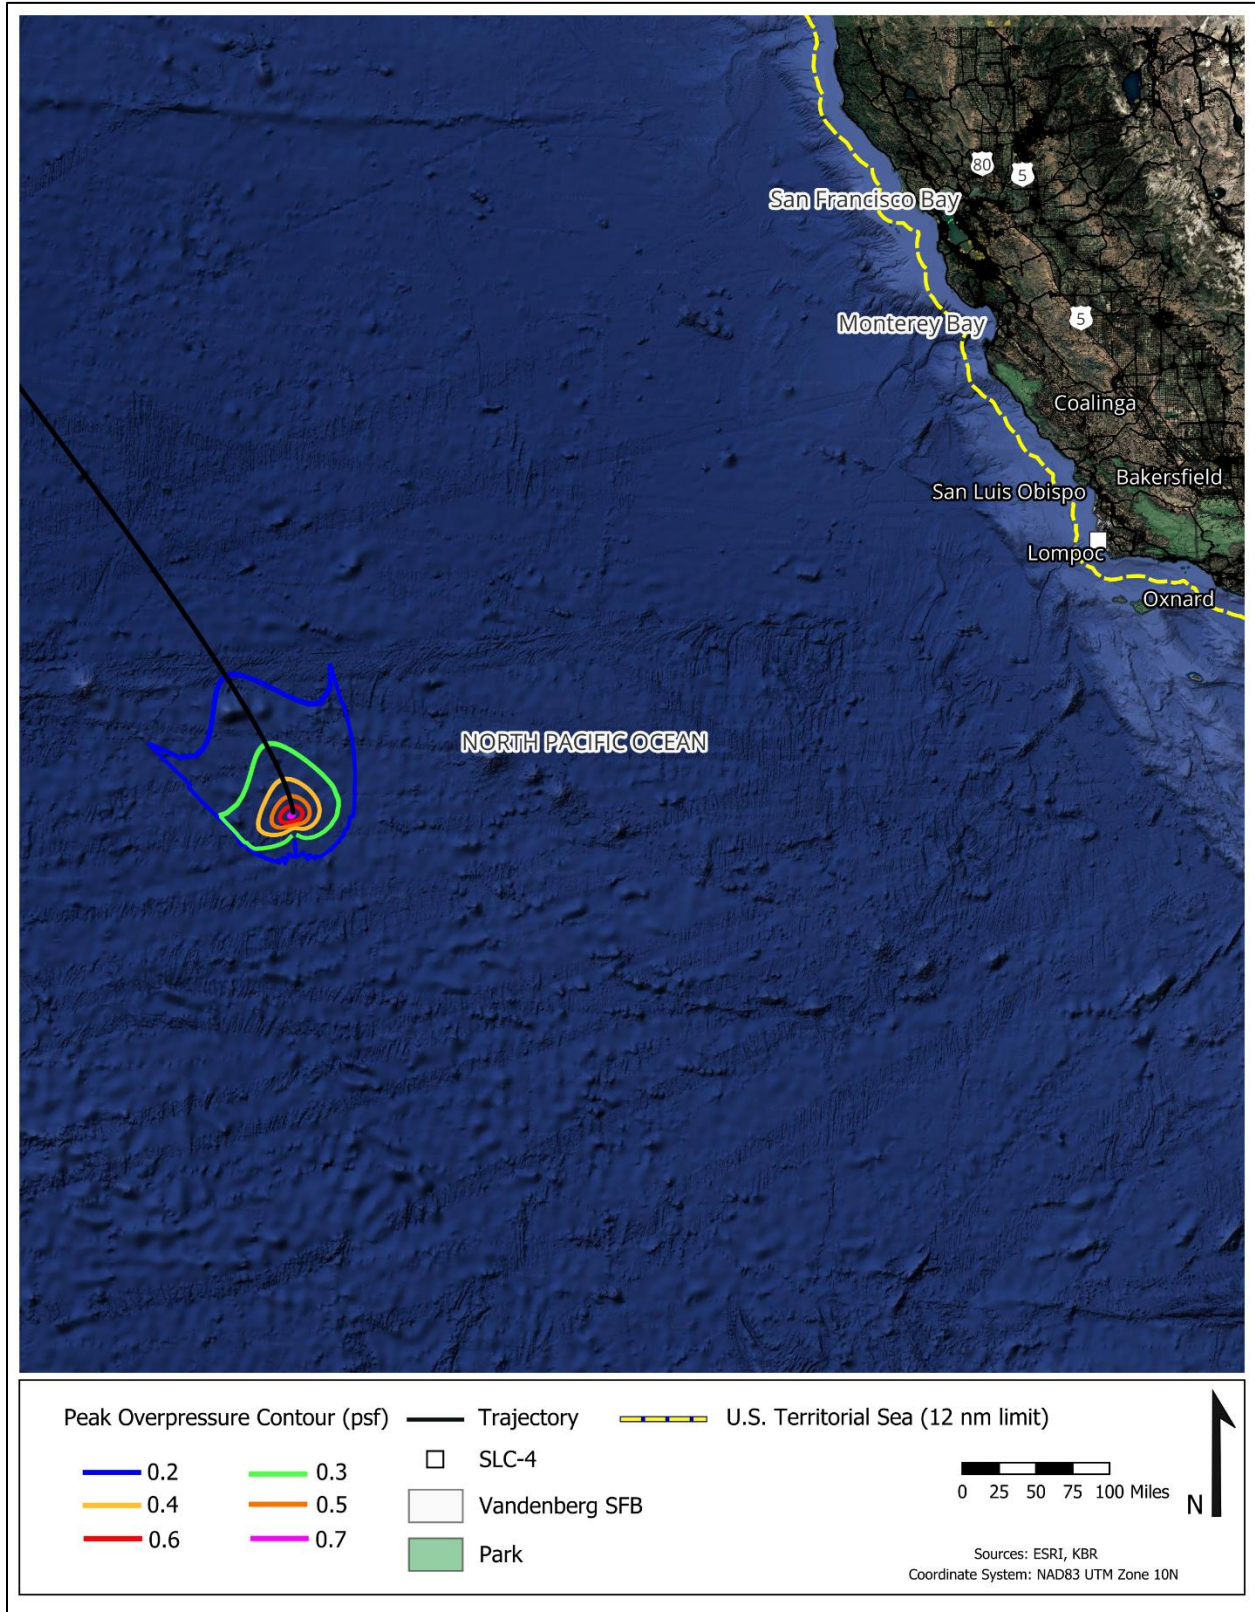 80
5
San Francisco Bay
5
Monterey Bay
Coalinga
Bakersfield
San Luis Obispo
Lompoc
Oxnard
NORTH PACIFIC OCEAN
Peak Overpressure Contour (psf)
0.2
0.3
0.4
0.5
0.6
0.7
Trajectory
SLC-4
Vandenberg SFB
Park
U.S. Territorial Sea (12 nm limit)
0 25 50 75 100 Miles
N
Sources: ESRI, KBR
Coordinate System: NAD83 UTM Zone 10N